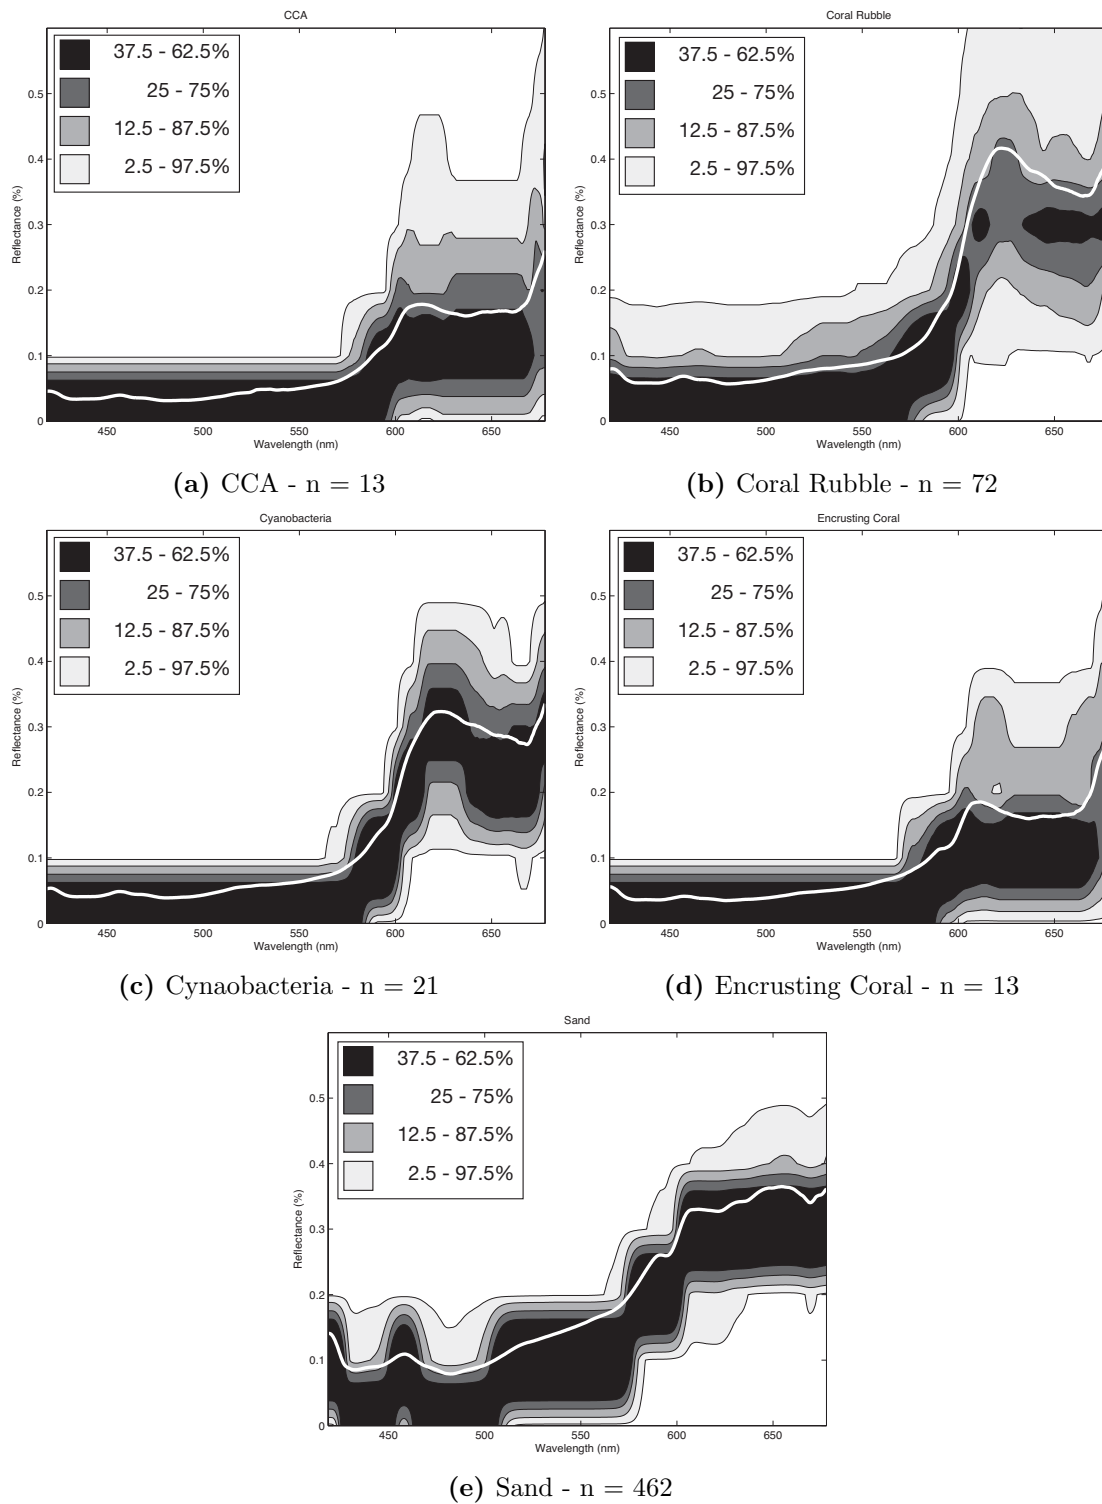 CCA
37.5 - 62.5%
25 - 75%
12.5 - 87.5%
2.5 - 97.5%
0.5
0.4
0.3
0.2
0.1
0
Reflectance (%)
450 500 550 600 650
Wavelength (nm)
(a) CCA - n = 13
Coral Rubble
37.5 - 62.5%
25 - 75%
12.5 - 87.5%
2.5 - 97.5%
0.5
0.4
0.3
0.2
0.1
0
Reflectance (%)
450 500 550 600 650
Wavelength (nm)
(b) Coral Rubble - n = 72
Cyanobacteria
37.5 - 62.5%
25 - 75%
12.5 - 87.5%
2.5 - 97.5%
0.5
0.4
0.3
0.2
0.1
0
Reflectance (%)
450 500 550 600 650
Wavelength (nm)
(c) Cynaobacteria - n = 21
Encrusting Coral
37.5 - 62.5%
25 - 75%
12.5 - 87.5%
2.5 - 97.5%
0.5
0.4
0.3
0.2
0.1
0
Reflectance (%)
450 500 550 600 650
Wavelength (nm)
(d) Encrusting Coral - n = 13
Sand
37.5 - 62.5%
25 - 75%
12.5 - 87.5%
2.5 - 97.5%
0.5
0.4
0.3
0.2
0.1
0
Reflectance (%)
450 500 550 600 650
Wavelength (nm)
(e) Sand - n = 462